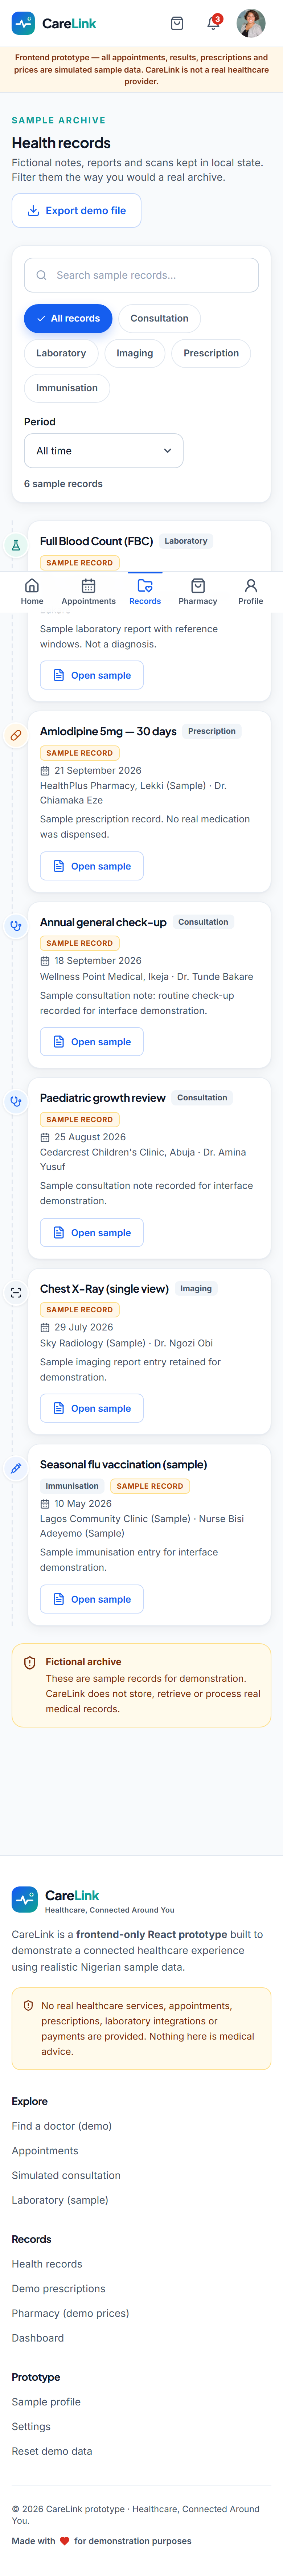 CareLink
3
Frontend prototype — all appointments, results, prescriptions and
prices are simulated sample data. CareLink is not a real healthcare
provider.
SAMPLE ARCHIVE
Health records
Fictional notes, reports and scans kept in local state.
Filter them the way you would a real archive.
Export demo file
Search sample records...
All records
Consultation
Laboratory
Imaging
Prescription
Immunisation
Period
All time
6 sample records
Full Blood Count (FBC)
Laboratory
SAMPLE RECORD
Home
Appointments
Records
Pharmacy
Profile
Sample laboratory report with reference
windows. Not a diagnosis.
Open sample
Amlodipine 5mg — 30 days
Prescription
SAMPLE RECORD
21 September 2026
HealthPlus Pharmacy, Lekki (Sample) · Dr.
Chiamaka Eze
Sample prescription record. No real medication
was dispensed.
Open sample
Annual general check-up
Consultation
SAMPLE RECORD
18 September 2026
Wellness Point Medical, Ikeja · Dr. Tunde Bakare
Sample consultation note: routine check-up
recorded for interface demonstration.
Open sample
Paediatric growth review
Consultation
SAMPLE RECORD
25 August 2026
Cedarcrest Children's Clinic, Abuja · Dr. Amina
Yusuf
Sample consultation note recorded for interface
demonstration.
Open sample
Chest X-Ray (single view)
Imaging
SAMPLE RECORD
29 July 2026
Sky Radiology (Sample) · Dr. Ngozi Obi
Sample imaging report entry retained for
demonstration.
Open sample
Seasonal flu vaccination (sample)
Immunisation
SAMPLE RECORD
10 May 2026
Lagos Community Clinic (Sample) · Nurse Bisi
Adeyemo (Sample)
Sample immunisation entry for interface
demonstration.
Open sample
Fictional archive
These are sample records for demonstration.
CareLink does not store, retrieve or process real
medical records.
CareLink
Healthcare, Connected Around You
CareLink is a frontend-only React prototype built to
demonstrate a connected healthcare experience
using realistic Nigerian sample data.
No real healthcare services, appointments,
prescriptions, laboratory integrations or
payments are provided. Nothing here is medical
advice.
Explore
Find a doctor (demo)
Appointments
Simulated consultation
Laboratory (sample)
Records
Health records
Demo prescriptions
Pharmacy (demo prices)
Dashboard
Prototype
Sample profile
Settings
Reset demo data
© 2026 CareLink prototype · Healthcare, Connected Around
You.
Made with ❤ for demonstration purposes